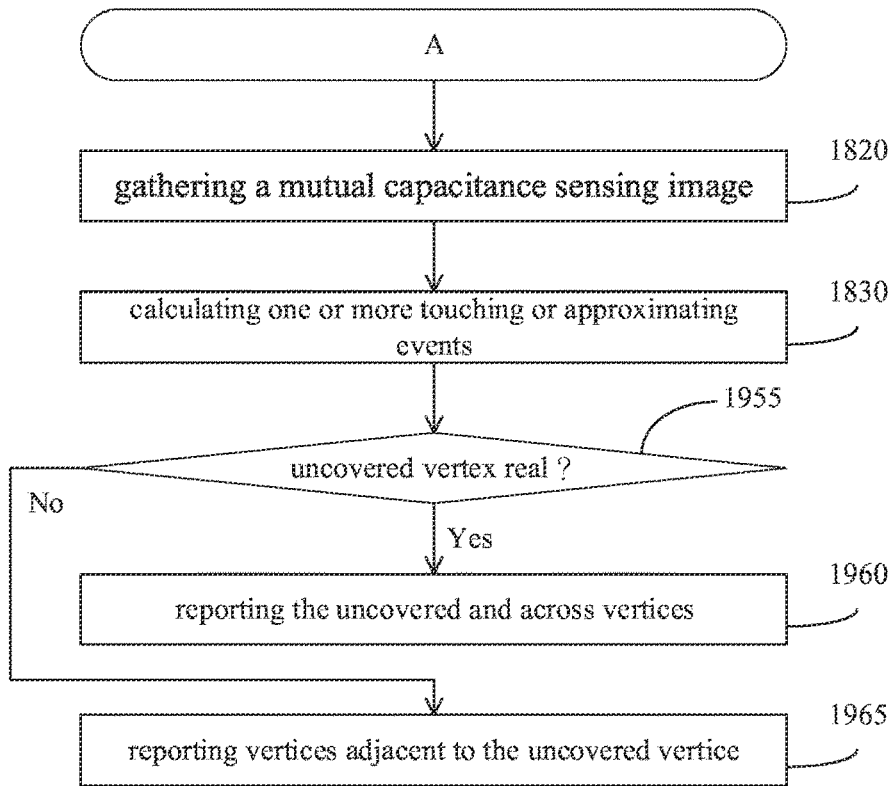 A
1820
gathering a mutual capacitance sensing image
1830
calculating one or more touching or approximating
events
1955
uncovered vertex real ?
No
Yes
1960
reporting the uncovered and across vertices
1965
reporting vertices adjacent to the uncovered vertice